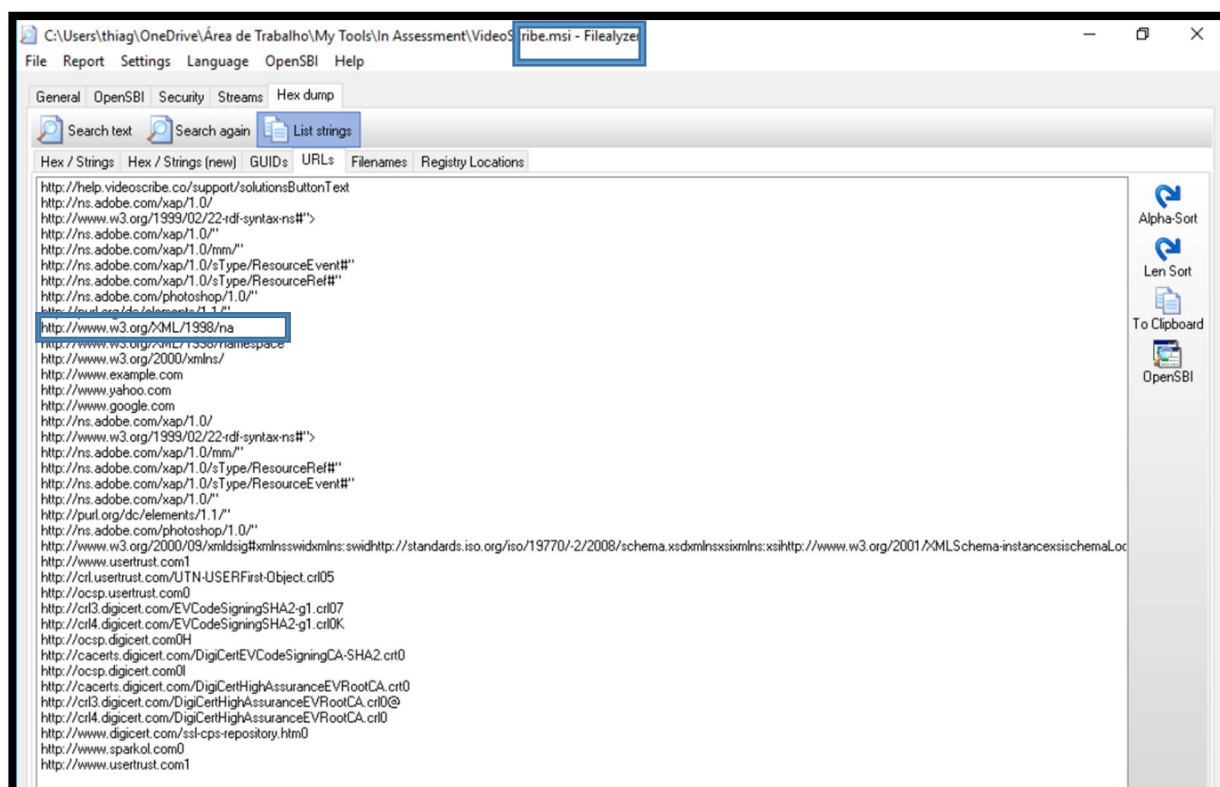 C:\Users\thiag\OneDrive\Área de Trabalho\My Tools\In Assessment\VideoScribe.msi - Filealyzer
File Report Settings Language OpenSBI Help
General OpenSBI Security Streams Hex dump
Search text Search again List strings
Hex / Strings Hex / Strings (new) GUIDs URLs Filenames Registry Locations
http://help.videoscribe.co/support/solutionsButtonText
http://ns.adobe.com/xap/1.0/
http://www.w3.org/1999/02/22-rdf-syntax-ns#">
http://ns.adobe.com/xap/1.0/"
http://ns.adobe.com/xap/1.0/mm/"
http://ns.adobe.com/xap/1.0/sType/ResourceEvent#"
http://ns.adobe.com/xap/1.0/sType/ResourceRef#"
http://ns.adobe.com/photoshop/1.0/"
http://purl.org/dc/elements/1.1/"
http://www.w3.org/XML/1998/na
http://www.w3.org/XML/1998/namespace
http://www.w3.org/2000/xmlns/
http://www.example.com
http://www.yahoo.com
http://www.google.com
http://ns.adobe.com/xap/1.0/
http://www.w3.org/1999/02/22-rdf-syntax-ns#">
http://ns.adobe.com/xap/1.0/mm/"
http://ns.adobe.com/xap/1.0/sType/ResourceRef#"
http://ns.adobe.com/xap/1.0/sType/ResourceEvent#"
http://ns.adobe.com/xap/1.0/"
http://purl.org/dc/elements/1.1/"
http://ns.adobe.com/photoshop/1.0/"
http://www.w3.org/2000/09/xmldsig#xmlnsswidxmlns:swidhttp://standards.iso.org/iso/19770/-2/2008/schema.xsdxmlnsxsixmlns:xsihttp://www.w3.org/2001/XMLSchema-instancexsischemaLoc
http://www.usertrust.com1
http://crl.usertrust.com/UTN-USERFirst-Object.crl05
http://ocsp.usertrust.com0
http://crl3.digicert.com/EVCodeSigningSHA2-g1.crl07
http://crl4.digicert.com/EVCodeSigningSHA2-g1.crl0K
http://ocsp.digicert.com0H
http://cacerts.digicert.com/DigiCertEVCodeSigningCA-SHA2.crt0
http://ocsp.digicert.com0I
http://cacerts.digicert.com/DigiCertHighAssuranceEVRootCA.crt0
http://crl3.digicert.com/DigiCertHighAssuranceEVRootCA.crl0@
http://crl4.digicert.com/DigiCertHighAssuranceEVRootCA.crl0
http://www.digicert.com/ssl-cps-repository.htm0
http://www.sparkol.com0
http://www.usertrust.com1
Alpha-Sort
Len Sort
To Clipboard
OpenSBI